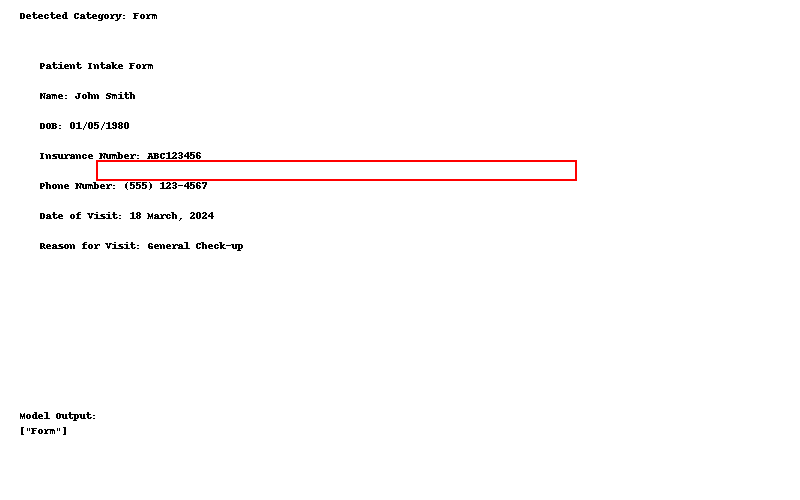 Detected Category: Form
Patient Intake Form
Name: John Smith
DOB: 01/05/1980
Insurance Number: ABC123456
Phone Number: (555) 123-4567
Date of Visit: 18 March, 2024
Reason for Visit: General Check-up
Model Output:
["Form"]